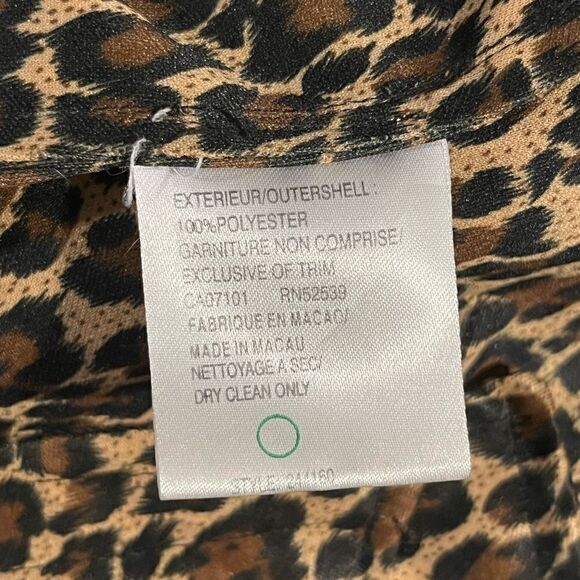 EXTERIEUR/OUTERSHELL :
100%POLYESTER
GARNITURE NON COMPRISE/
EXCLUSIVE OF TRIM
CA07101 RN52539
FABRIQUE EN MACAO/
MADE IN MACAU
NETTOYAGE A SEC/
DRY CLEAN ONLY
STYLE: